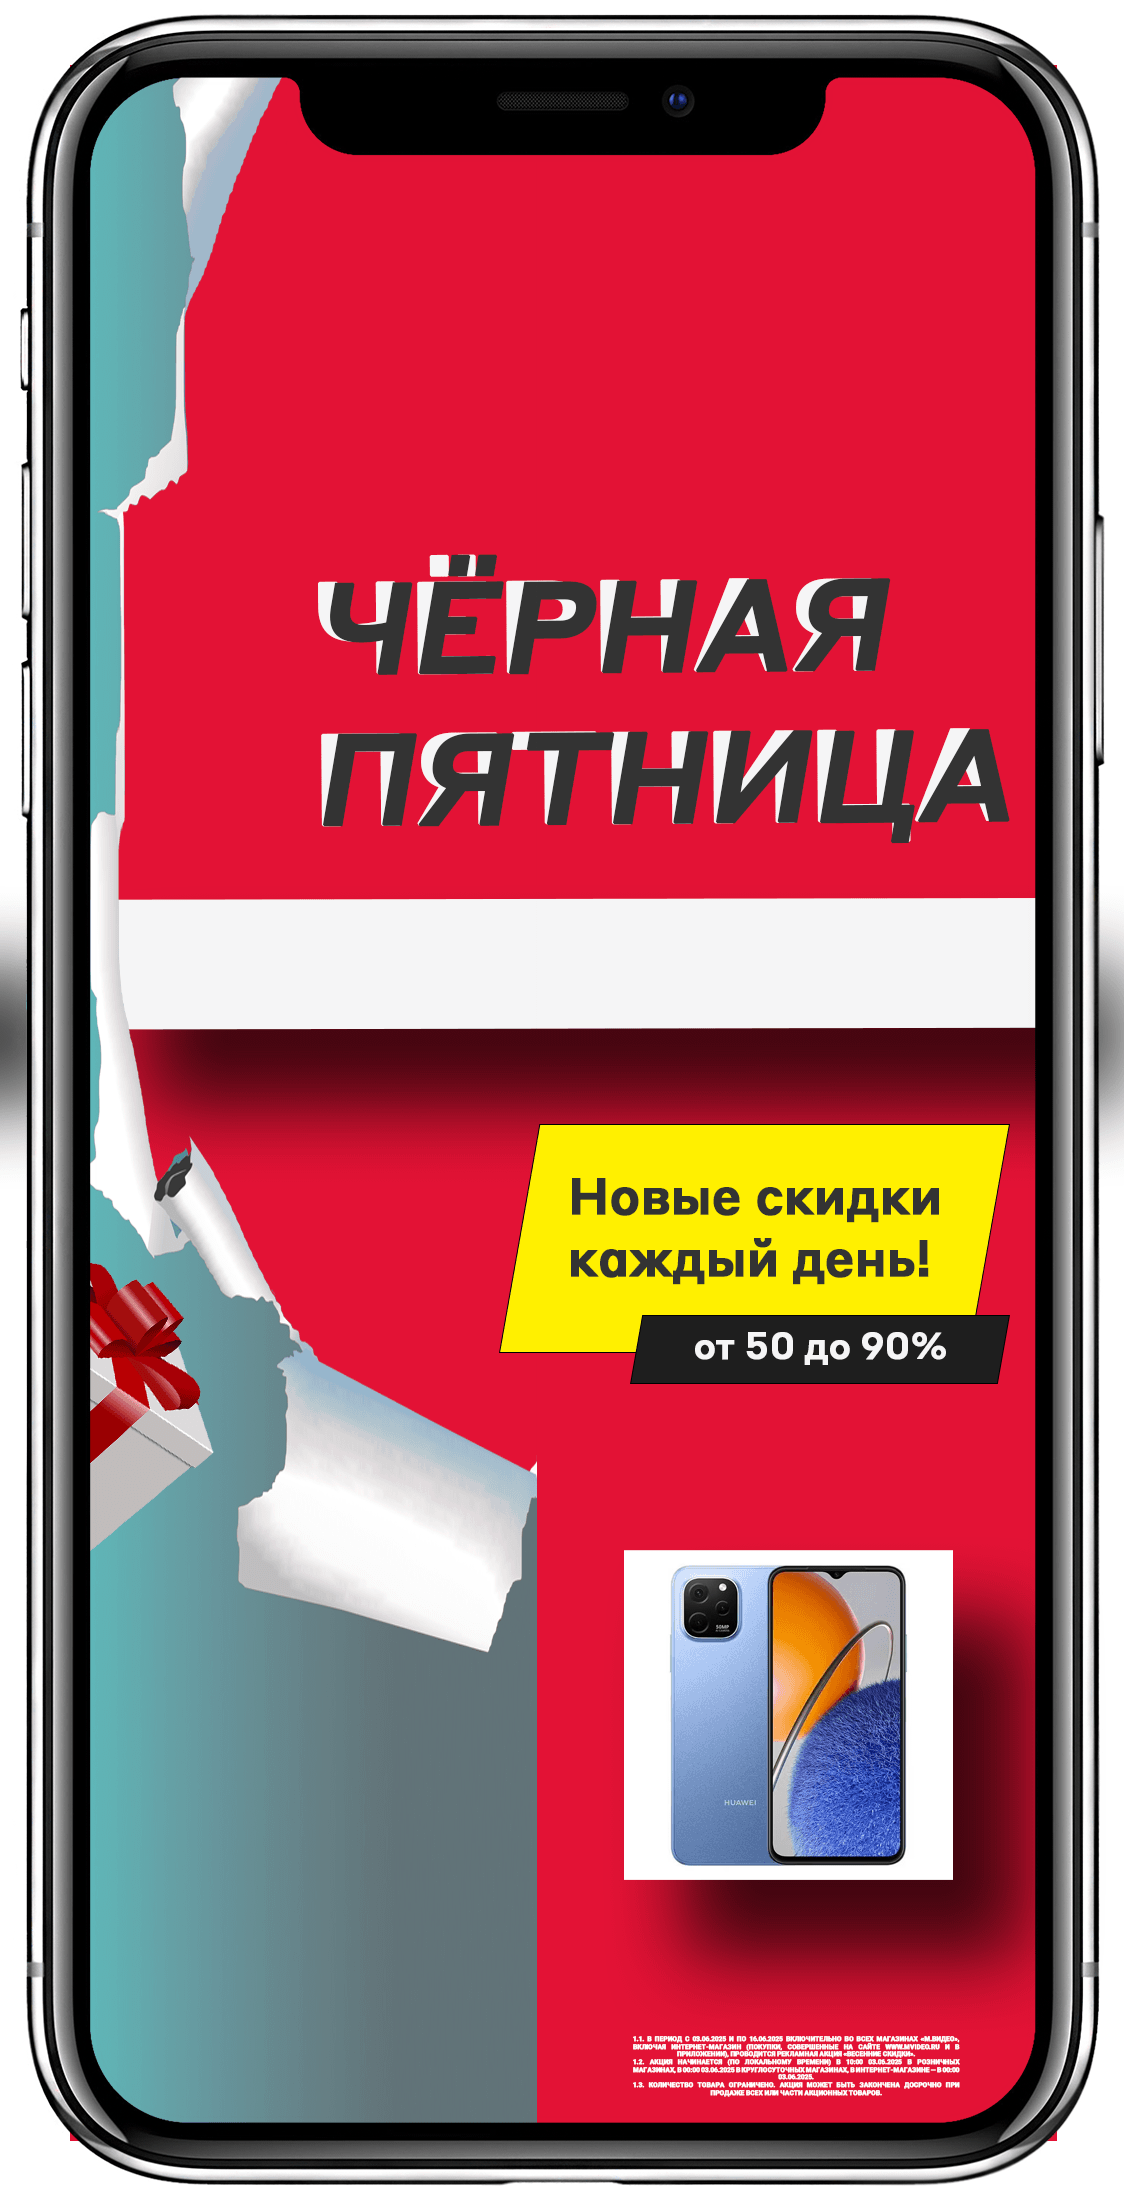 ЧЁРНАЯ
ПЯТНИЦА
Новые скидки
каждый день!
от 50 до 90%
50MP
HUAWEI
1.1. В ПЕРИОД С 03.06.2025 И ПО 16.06.2025 ВКЛЮЧИТЕЛЬНО ВО ВСЕХ МАГАЗИНАХ «М.ВИДЕО»,
ВКЛЮЧАЯ ИНТЕРНЕТ-МАГАЗИН (ПОКУПКИ, СОВЕРШЕННЫЕ НА САЙТЕ WWW.MVIDEO.RU И В
ПРИЛОЖЕНИИ), ПРОВОДИТСЯ РЕКЛАМНАЯ АКЦИЯ «ВЕСЕННИЕ СКИДКИ».
1.2. АКЦИЯ НАЧИНАЕТСЯ (ПО ЛОКАЛЬНОМУ ВРЕМЕНИ) В 10:00 03.06.2025 В РОЗНИЧНЫХ
МАГАЗИНАХ, В 00:00 03.06.2025 В КРУГЛОСУТОЧНЫХ МАГАЗИНАХ, В ИНТЕРНЕТ-МАГАЗИНЕ – В 00:00
03.06.2025.
1.3. КОЛИЧЕСТВО ТОВАРА ОГРАНИЧЕНО. АКЦИЯ МОЖЕТ БЫТЬ ЗАКОНЧЕНА ДОСРОЧНО ПРИ
ПРОДАЖЕ ВСЕХ ИЛИ ЧАСТИ АКЦИОННЫХ ТОВАРОВ.